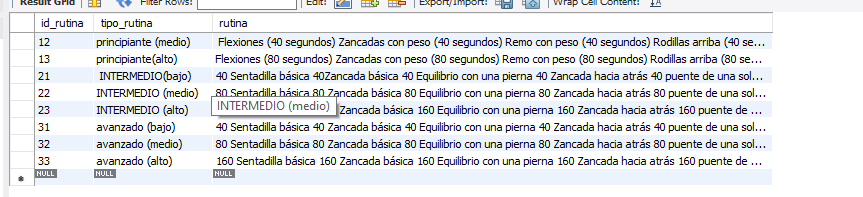 Result Grid Filter Rows: Edit: Export/Import: Wrap Cell Content:
id_rutina tipo_rutina rutina
12 principiante (medio) Flexiones (40 segundos) Zancadas con peso (40 segundos) Remo con peso (40 segundos) Rodillas arriba (40 se...
13 principiante(alto) Flexiones (80 segundos) Zancadas con peso (80 segundos) Remo con peso (80 segundos) Rodillas arriba (80 se...
21 INTERMEDIO(bajo) 40 Sentadilla básica 40Zancada básica 40 Equilibrio con una pierna 40 Zancada hacia atrás 40 puente de una sol...
22 INTERMEDIO (medio) 80 Sentadilla básica 80 Zancada básica 80 Equilibrio con una pierna 80 Zancada hacia atrás 80 puente de una sol...
23 INTERMEDIO (alto) INTERMEDIO (medio) básica 160 Equilibrio con una pierna 160 Zancada hacia atrás 160 puente de ...
31 avanzado (bajo) 40 Sentadilla básica 40 Zancada básica 40 Equilibrio con una pierna 40 Zancada hacia atrás 40 puente de una sol...
32 avanzado (medio) 80 Sentadilla básica 80 Zancada básica 80 Equilibrio con una pierna 80 Zancada hacia atrás 80 puente de una sol...
33 avanzado (alto) 160 Sentadilla básica 160 Zancada básica 160 Equilibrio con una pierna 160 Zancada hacia atrás 160 puente de ...
NULL NULL NULL